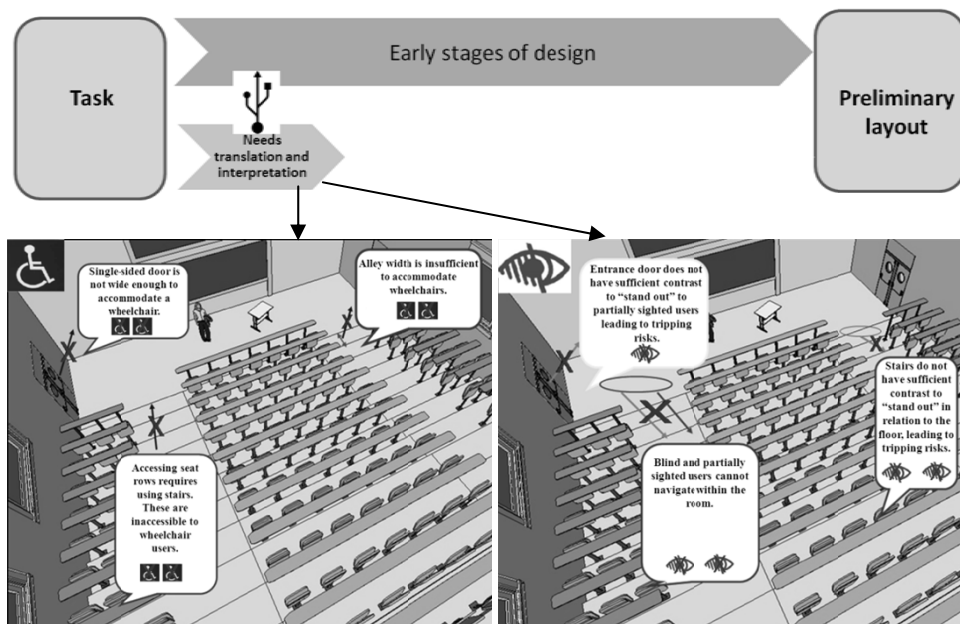 Early stages of design
Task
Preliminary
layout
Needs
translation and
interpretation
Single-sided door is
not wide enough to
accommodate a
wheelchair.
Alley width is insufficient
to accommodate
wheelchairs.
Accessing seat
rows requires
using stairs.
These are
inaccessible to
wheelchair
users.
Entrance door does not
have sufficient contrast
to “stand out” to
partially sighted users
leading to tripping
risks.
Stairs do not
have sufficient
contrast to
“stand out” in
relation to the
floor, leading to
tripping risks.
Blind and partially
sighted users cannot
navigate within the
room.